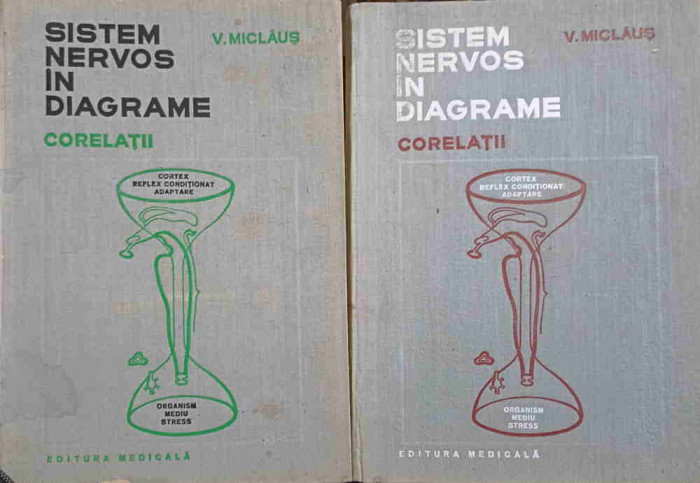 SISTEM
NERVOS
ÎN
DIAGRAME
V. MICLĂUȘ
CORELAȚII
CORTEX
REFLEX CONDIȚIONAT
ADAPTARE
ORGANISM
MEDIU
STRESS
EDITURA MEDICALĂ
SISTEM
NERVOS
ÎN
DIAGRAME
V. MICLĂUȘ
CORELAȚII
CORTEX
REFLEX CONDIȚIONAT
ADAPTARE
ORGANISM
MEDIU
STRESS
EDITURA MEDICALĂ